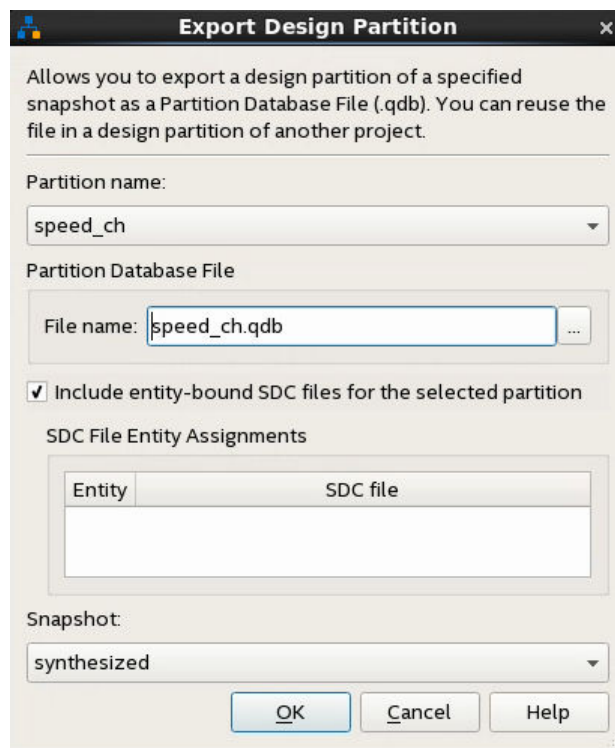 Export Design Partition
Allows you to export a design partition of a specified
snapshot as a Partition Database File (.qdb). You can reuse the
file in a design partition of another project.
Partition name:
speed_ch
Partition Database File
File name: speed_ch.qdb ...
Include entity-bound SDC files for the selected partition
SDC File Entity Assignments
Entity SDC file
Snapshot:
synthesized
OK Cancel Help